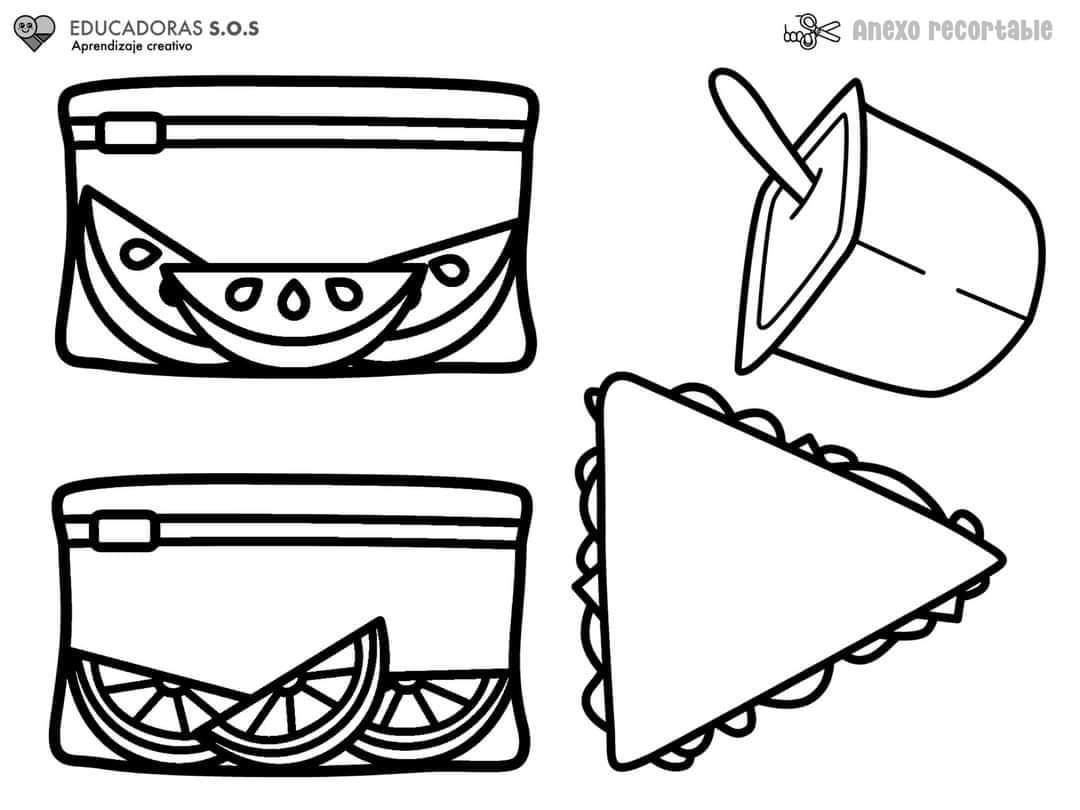 EDUCADORAS S.O.S
Aprendizaje creativo
Anexo recortable